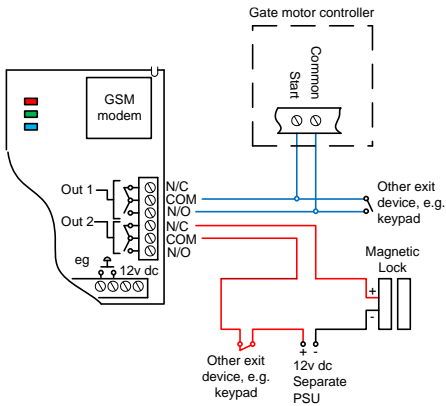 Gate motor controller
Common
Start
GSM
modem
Out 1
N/C
COM
N/O
Out 2
N/C
COM
N/O
Other exit
device, e.g.
keypad
eg
12v dc
Magnetic
Lock
+
-
+ -
Other exit
device, e.g.
keypad
12v dc
Separate
PSU